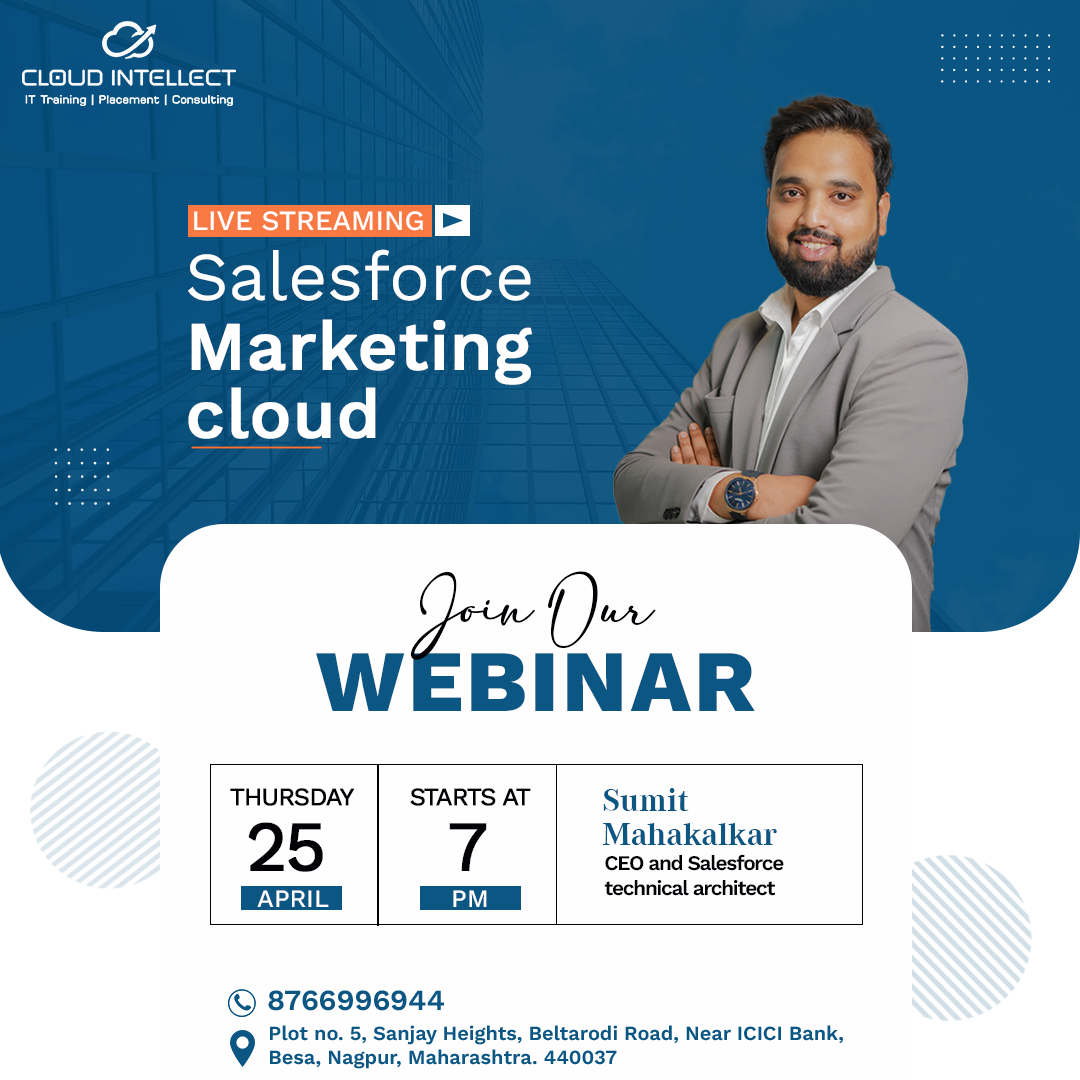 CLOUD INTELLECT
IT Training | Placement | Consulting
LIVE STREAMING
Salesforce
Marketing
cloud
Join Our
WEBINAR
THURSDAY
25
APRIL
STARTS AT
7
PM
Sumit
Mahakalkar
CEO and Salesforce
technical architect
8766996944
Plot no. 5, Sanjay Heights, Beltarodi Road, Near ICICI Bank,
Besa, Nagpur, Maharashtra. 440037